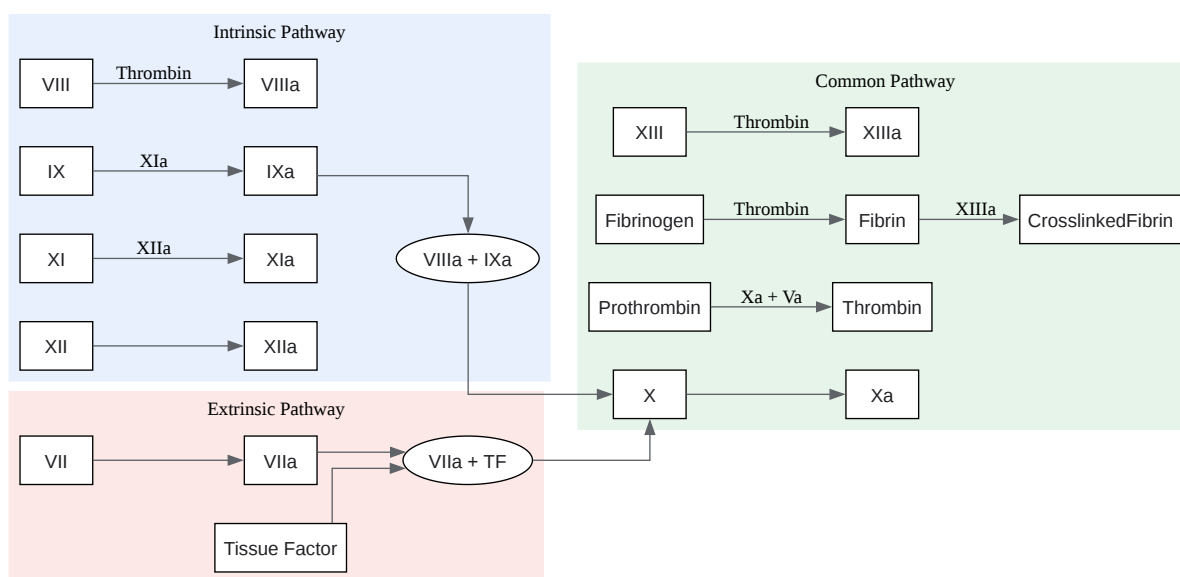 Intrinsic Pathway
VIII
Thrombin
VIIIa
IX
XIa
IXa
XI
XIIa
XIa
VIIIa + IXa
XII
XIIa
Extrinsic Pathway
VII
VIIa
VIIa + TF
Tissue Factor
Common Pathway
XIII
Thrombin
XIIIa
Fibrinogen
Thrombin
Fibrin
XIIIa
CrosslinkedFibrin
Prothrombin
Xa + Va
Thrombin
X
Xa